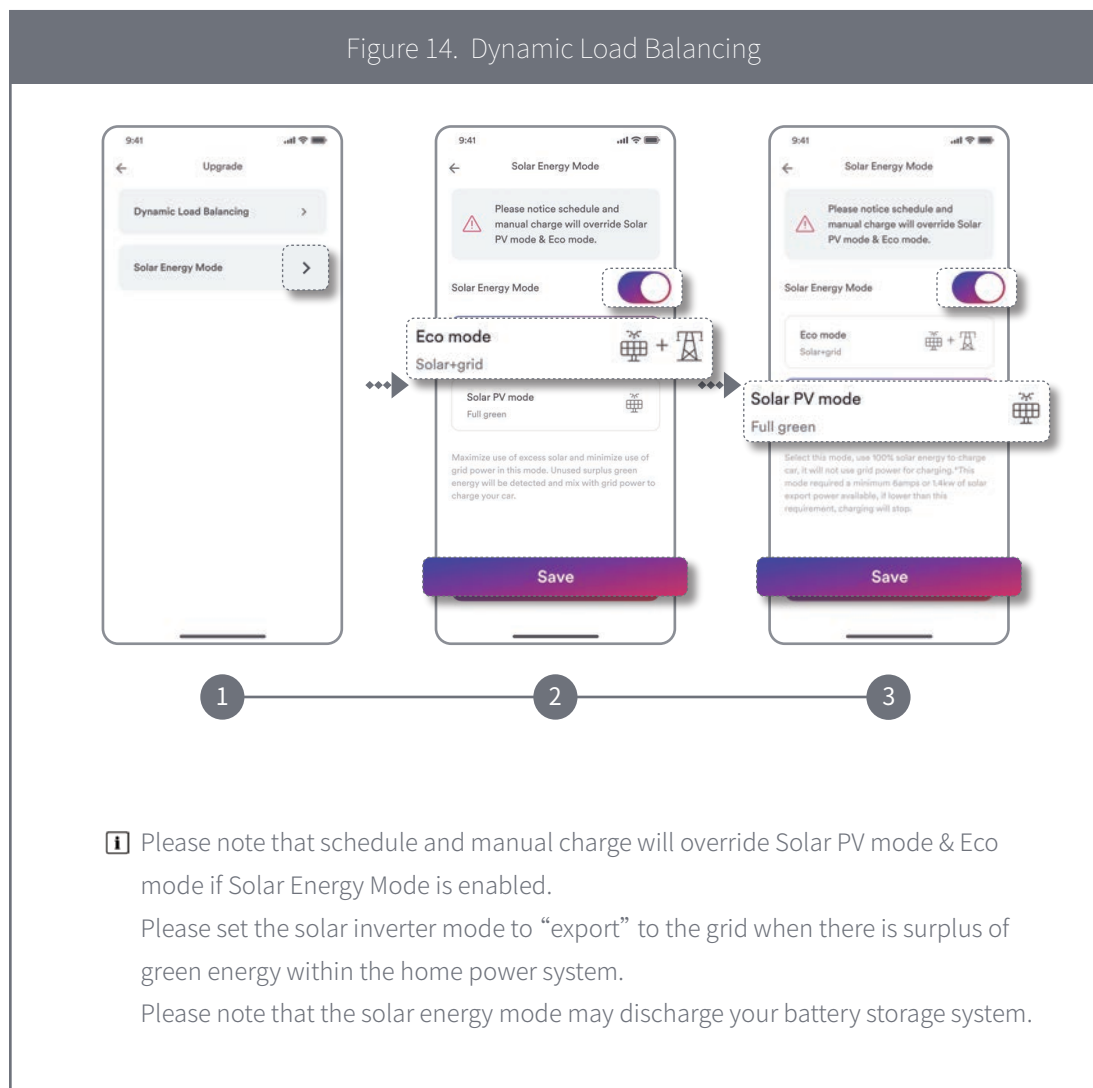 Figure 14. Dynamic Load Balancing
9:41
Upgrade
Dynamic Load Balancing
Solar Energy Mode
9:41
Solar Energy Mode
Please notice schedule and
manual charge will override Solar
PV mode & Eco mode.
Solar Energy Mode
Eco mode
Solar+grid
Solar PV mode
Full green
Maximize use of excess solar and minimize use of
grid power in this mode. Unused surplus green
energy will be detected and mix with grid power to
charge your car.
Save
9:41
Solar Energy Mode
Please notice schedule and
manual charge will override Solar
PV mode & Eco mode.
Solar Energy Mode
Eco mode
Solar+grid
Solar PV mode
Full green
Select this mode, use 100% solar energy to charge
car, it will not use grid power for charging.*This
mode required a minimum 6amps or 1.4kw of solar
export power available, if lower than this
requirement, charging will stop.
Save
1
2
3
Please note that schedule and manual charge will override Solar PV mode & Eco
mode if Solar Energy Mode is enabled.
Please set the solar inverter mode to “export” to the grid when there is surplus of
green energy within the home power system.
Please note that the solar energy mode may discharge your battery storage system.